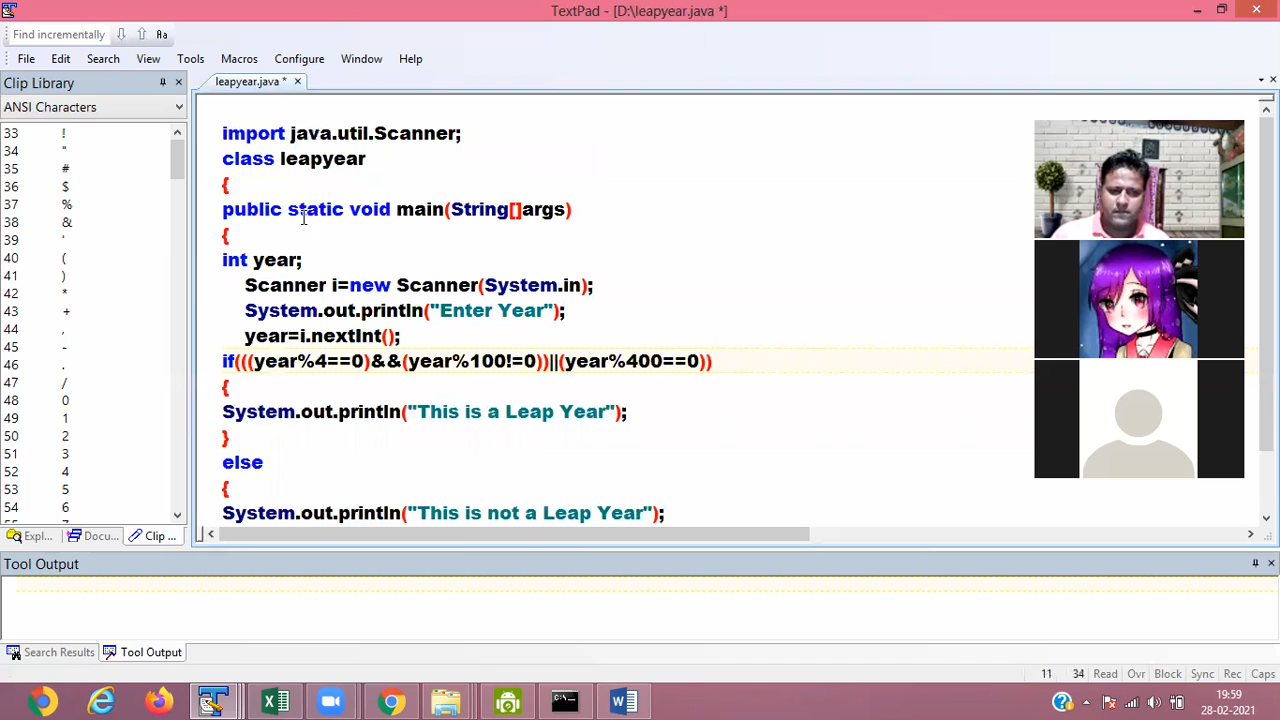 TextPad - [D:\leapyear.java *]
Find incrementally
Aa
File Edit Search View Tools Macros Configure Window Help
Clip Library
leapyear.java *
ANSI Characters
33 !
34 "
35 #
36 $
37 %
38 &
39 '
40 (
41 )
42 *
43 +
44 ,
45 -
46 .
47 /
48 0
49 1
50 2
51 3
52 4
53 5
54 6
import java.util.Scanner;
class leapyear
{
public static void main(String[]args)
{
int year;
Scanner i=new Scanner(System.in);
System.out.println("Enter Year");
year=i.nextInt();
if(((year%4==0)&&(year%100!=0))||(year%400==0))
{
System.out.println("This is a Leap Year");
}
else
{
System.out.println("This is not a Leap Year");
Expl... Docu... Clip ...
Tool Output
Search Results Tool Output
11 34 Read Ovr Block Sync Rec Caps
19:59
28-02-2021